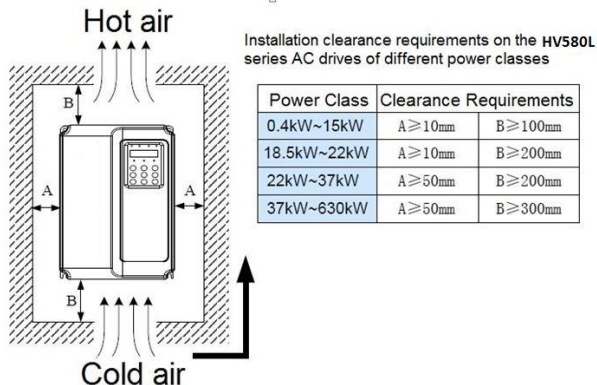 Hot air
Installation clearance requirements on the HV580L
series AC drives of different power classes
Power Class Clearance Requirements
0.4kW~15kW A≥10mm B≥100mm
18.5kW~22kW A≥10mm B≥200mm
22kW~37kW A≥50mm B≥200mm
37kW~630kW A≥50mm B≥300mm
B
A A
B
Cold air